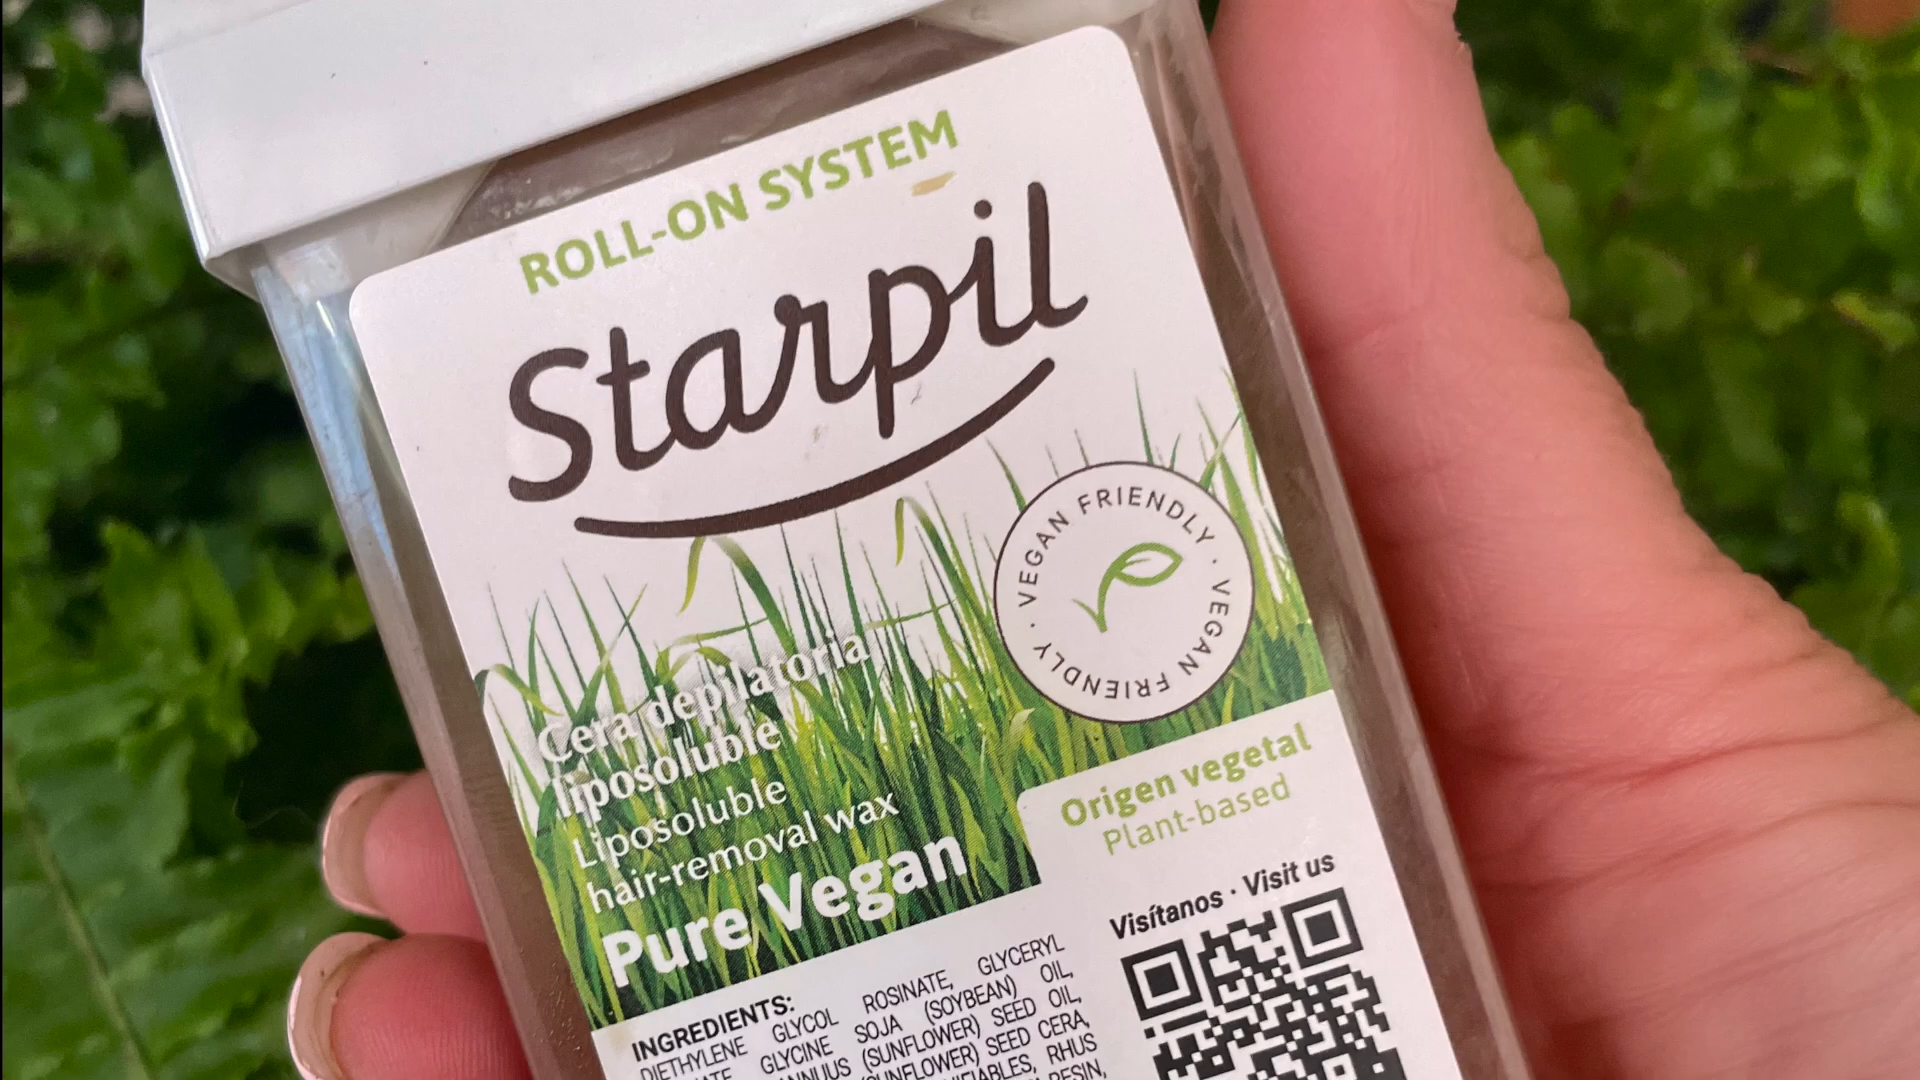 ROLL-ON SYSTEM
Starpil
· VEGAN FRIENDLY · VEGAN FRIENDLY
Cera depilatoria
liposoluble
Liposoluble
hair-removal wax
Pure Vegan
Origen vegetal
Plant-based
Visítanos · Visit us
INGREDIENTS:
DIETHYLENE GLYCOL ROSINATE, GLYCERYL
GLYCINE SOJA (SOYBEAN) OIL,
(SUNFLOWER) SEED OIL,
SEED CERA,
RHUS
RESIN,